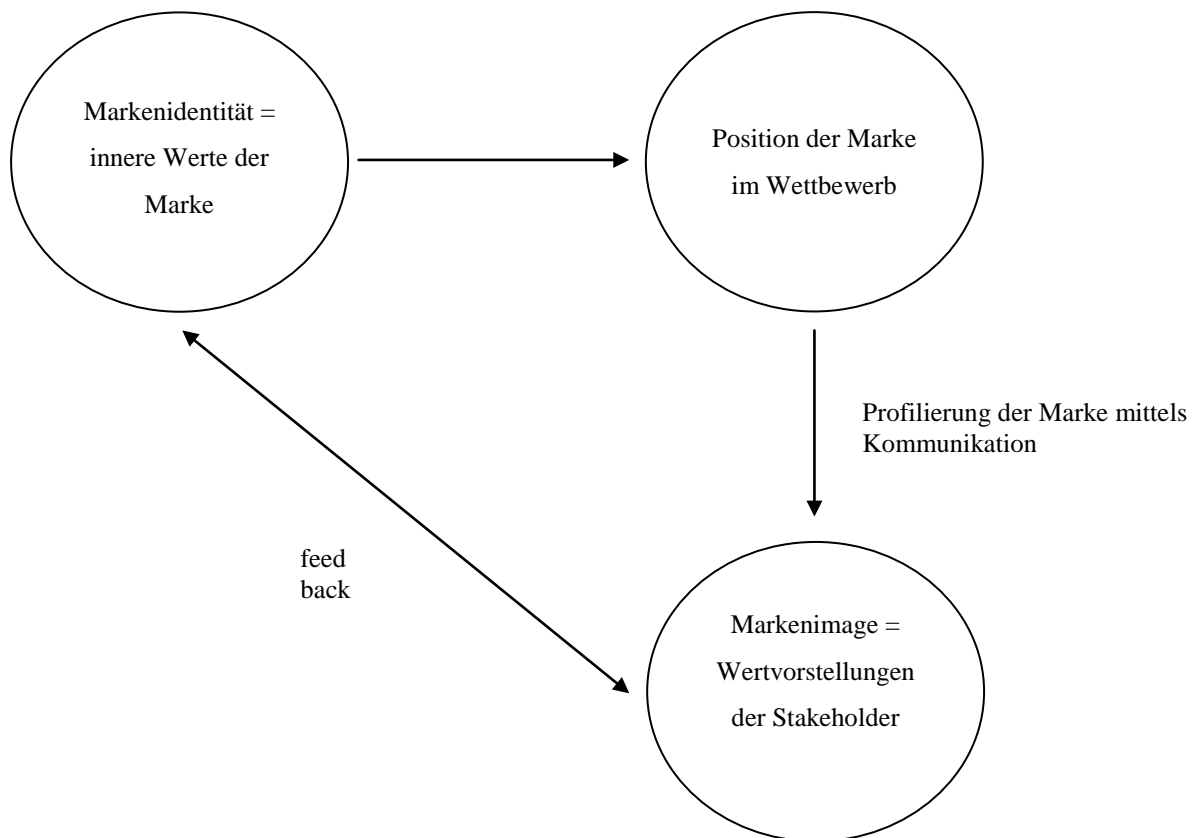 Markenidentität =
innere Werte der
Marke
Position der Marke
im Wettbewerb
Profilierung der Marke mittels
Kommunikation
feed
back
Markenimage =
Wertvorstellungen
der Stakeholder